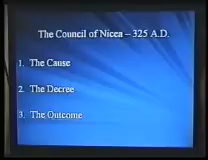 The Council of Nicea – 325 A.D.
1. The Cause
2. The Decree
3. The Outcome